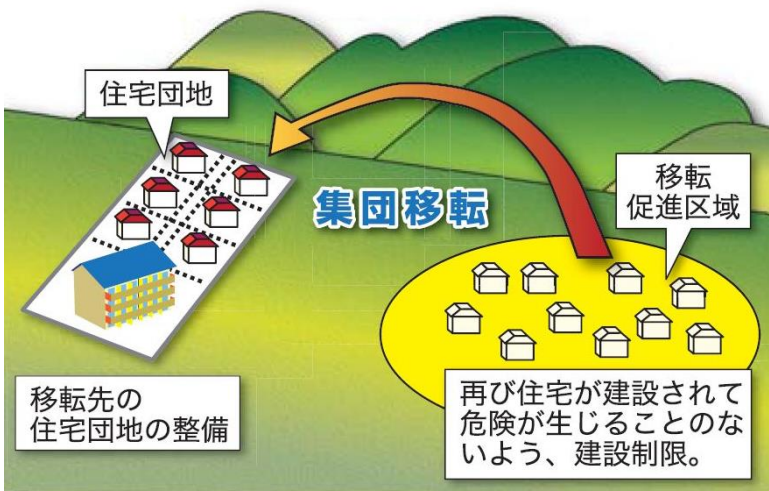 住宅団地
集団移転
移転
促進区域
移転先の
住宅団地の整備
再び住宅が建設されて
危険が生じることのな
いよう、建設制限。